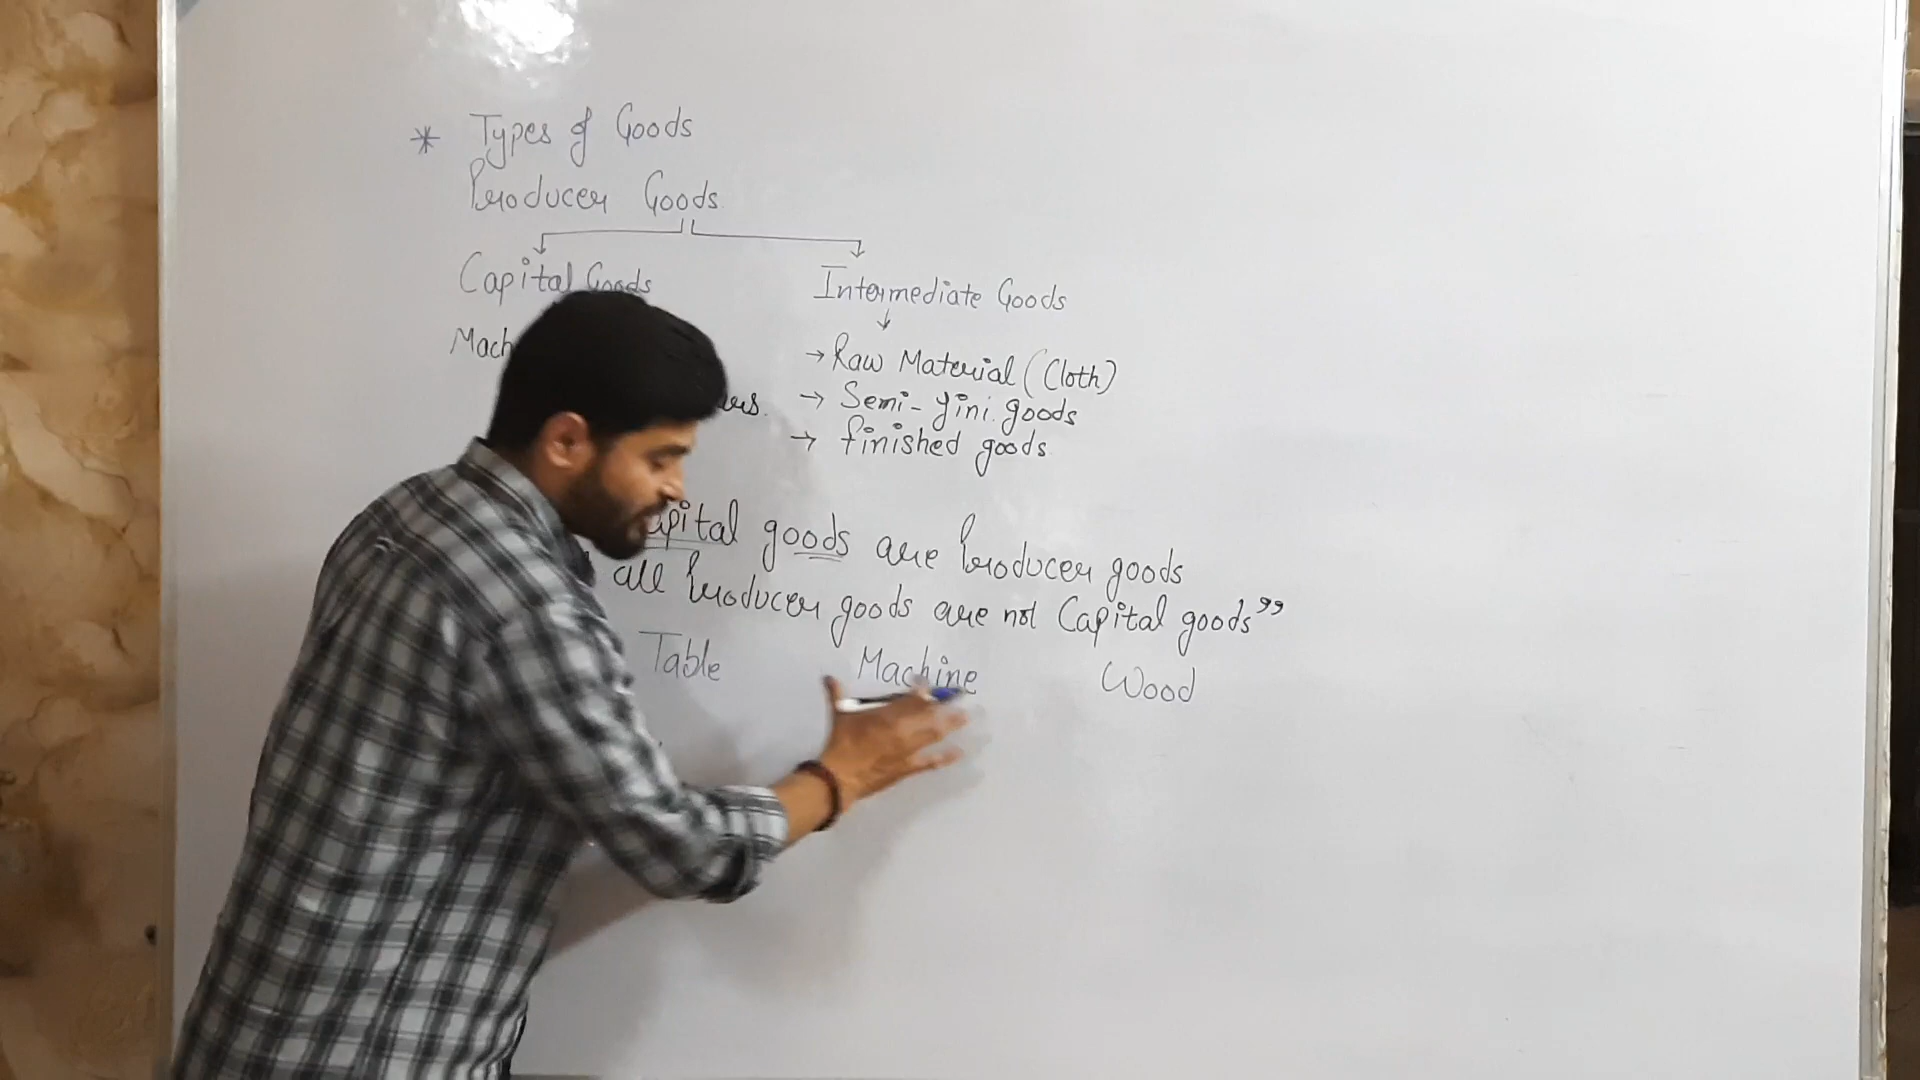 * Types of Goods
Producer Goods
Capital Goods
Intermediate Goods
Mach
→ Raw Material (Cloth)
→ Semi-fini. goods
→ finished goods
apital goods are Producer goods
all Producer goods are not Capital goods”
Table Machine Wood